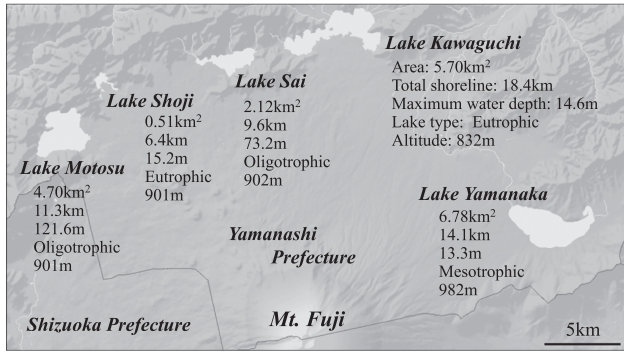 Lake Kawaguchi
Area: 5.70km²
Total shoreline: 18.4km
Maximum water depth: 14.6m
Lake type: Eutrophic
Altitude: 832m
Lake Sai
2.12km²
9.6km
73.2m
Oligotrophic
902m
Lake Shoji
0.51km²
6.4km
15.2m
Eutrophic
901m
Lake Motosu
4.70km²
11.3km
121.6m
Oligotrophic
901m
Lake Yamanaka
6.78km²
14.1km
13.3m
Mesotrophic
982m
Yamanashi
Prefecture
Shizuoka Prefecture
Mt. Fuji
5km